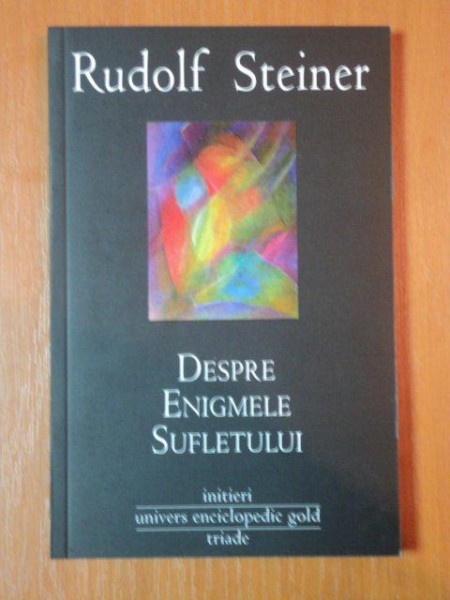 Rudolf Steiner
DESPRE
ENIGMELE
SUFLETULUI
initieri
univers enciclopedic gold
triade